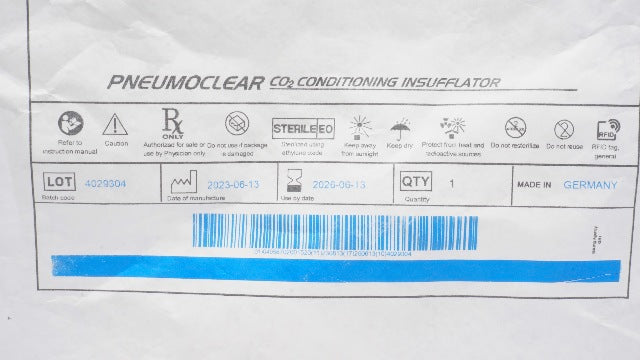 PNEUMOCLEAR CO2 CONDITIONING INSUFFLATOR
Refer to instruction manual
Caution
Rx ONLY
Authorized for sale or use by Physician only
Do not use if package is damaged
STERILE EO
Sterilized using ethylene oxide
Keep away from sunlight
Keep dry
Protect from heat and radioactive sources
Do not resterilize
Do not reuse
RFID
RFID tag, general
LOT 4029304
Batch code
2023-06-13
Date of manufacture
2026-06-13
Use by date
QTY 1
Quantity
MADE IN GERMANY